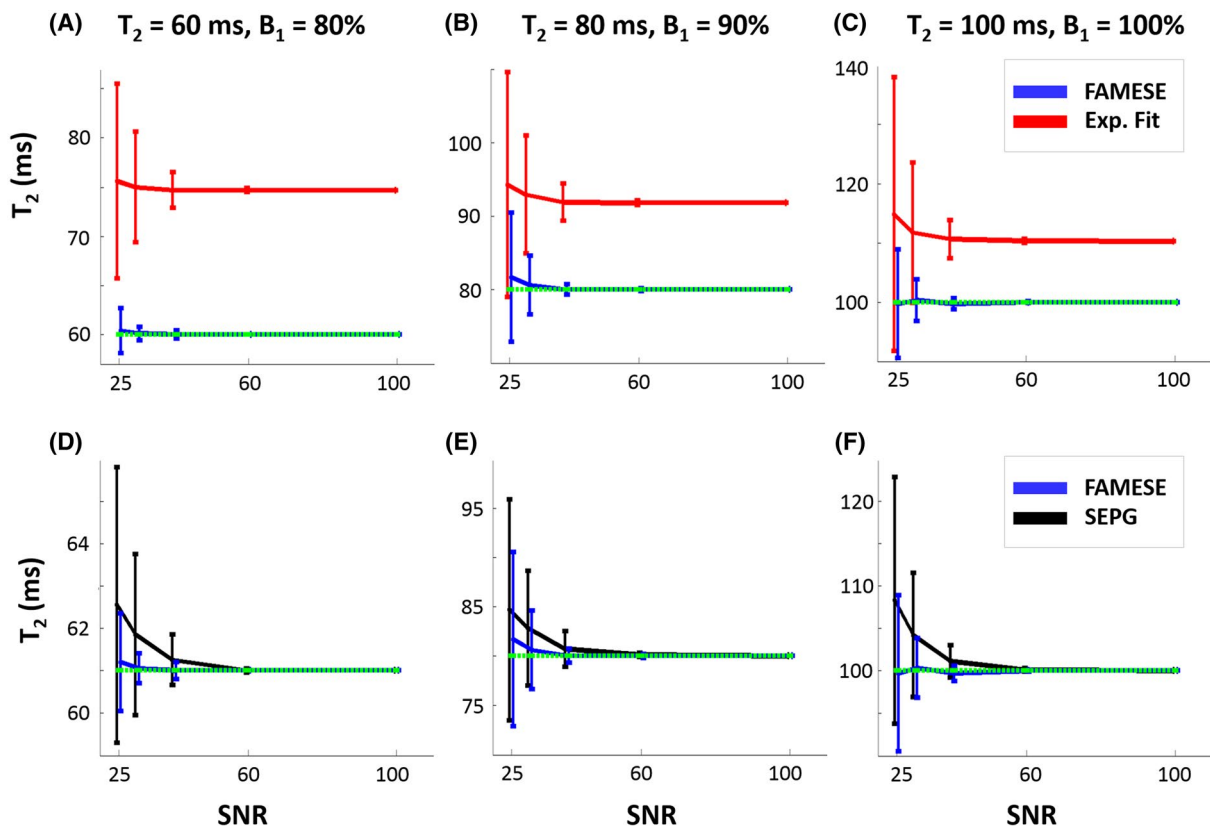 (A) T₂ = 60 ms, B₁ = 80%
(B) T₂ = 80 ms, B₁ = 90%
(C) T₂ = 100 ms, B₁ = 100%
T₂ (ms)
80
70
60
25
60
100
100
90
80
25
60
100
140
120
100
25
60
100
FAMESE
Exp. Fit
(D)
(E)
(F)
T₂ (ms)
64
62
60
25
60
100
SNR
95
85
75
25
60
100
SNR
120
110
100
25
60
100
SNR
FAMESE
SEPG